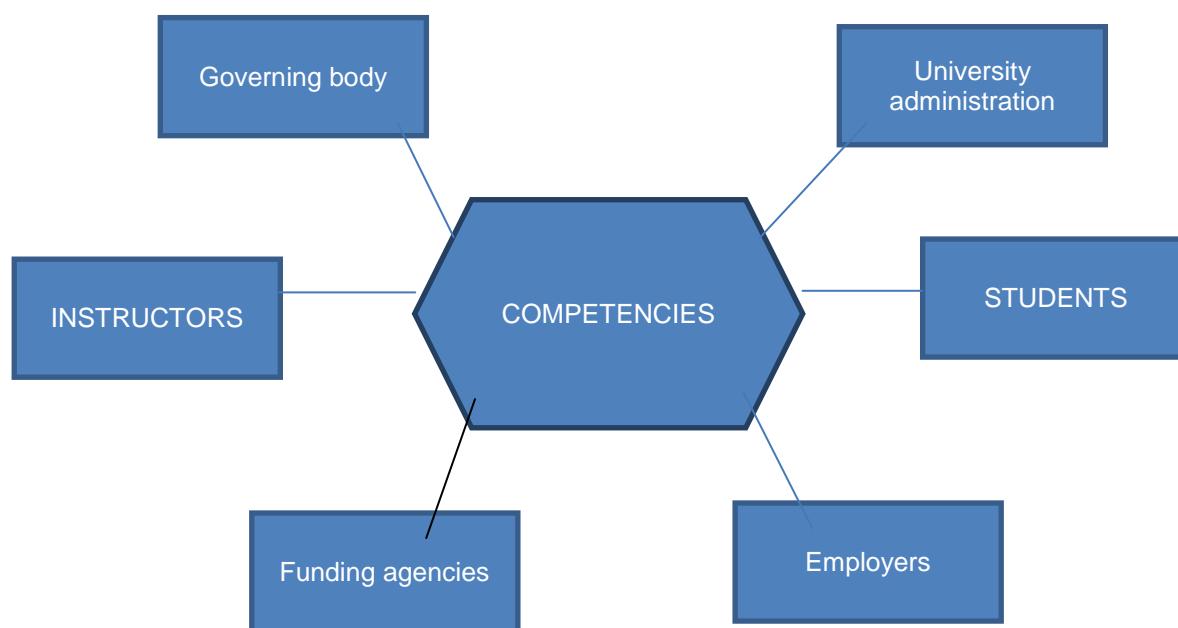 Governing body
University
administration
INSTRUCTORS
COMPETENCIES
STUDENTS
Funding agencies
Employers